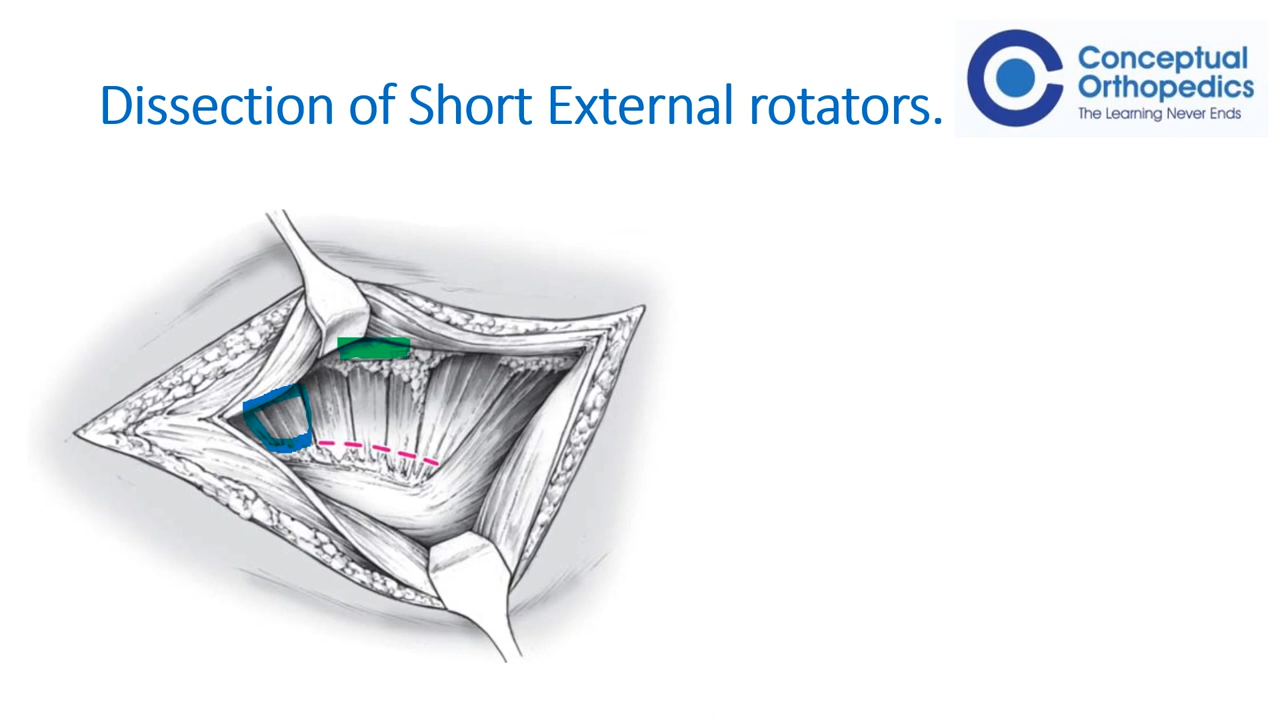 Dissection of Short External rotators.
Conceptual
Orthopedics
The Learning Never Ends